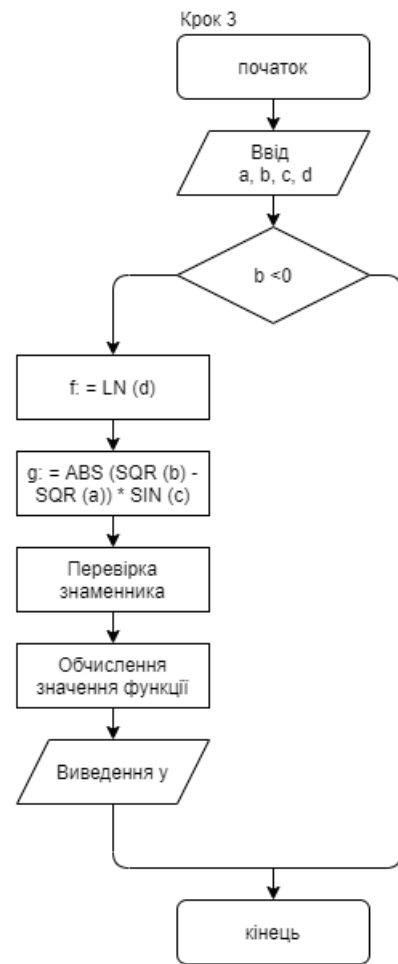 Крок 3
початок
Ввід
a, b, c, d
b <0
f: = LN (d)
g: = ABS (SQR (b) -
SQR (a)) * SIN (c)
Перевірка
знаменника
Обчислення
значення функції
Виведення y
кінець